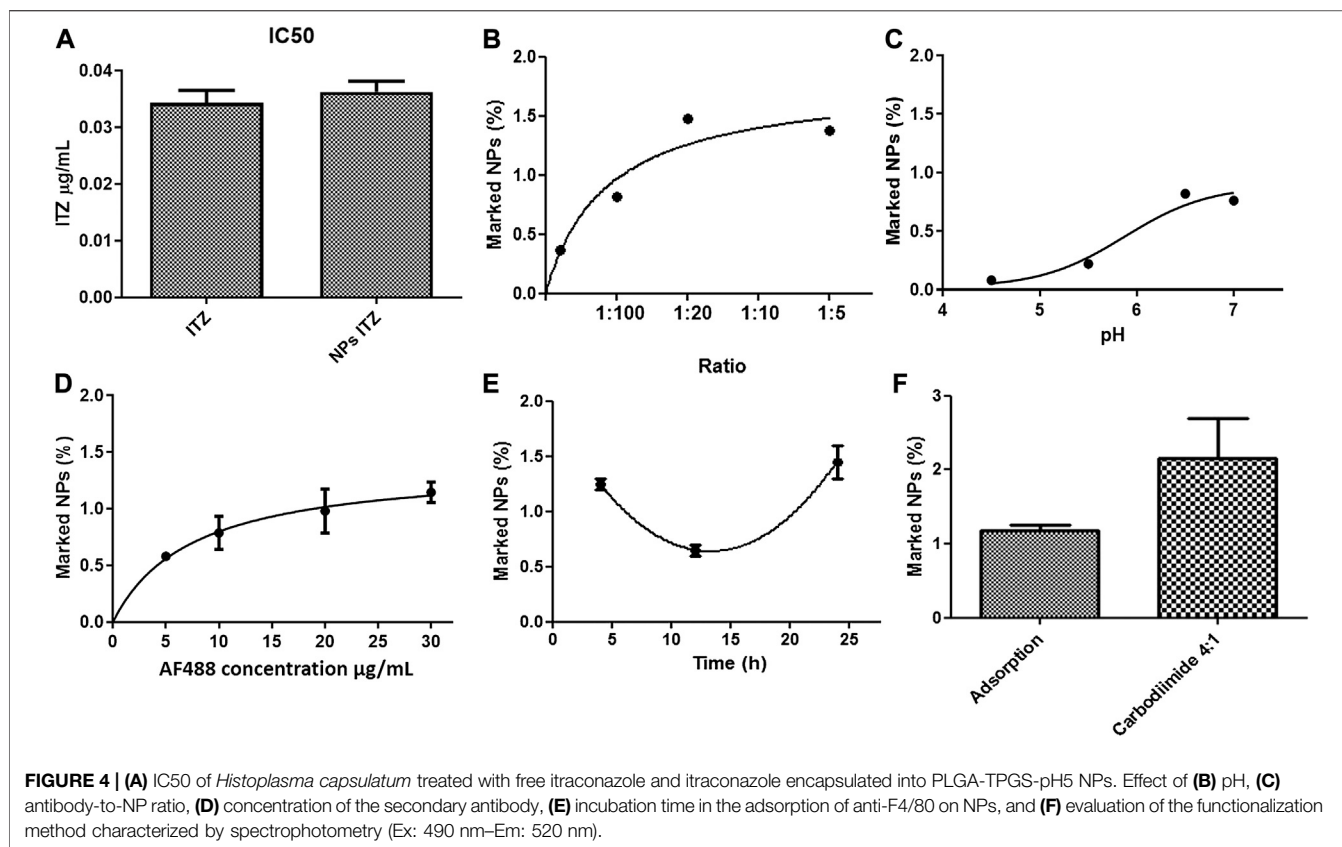 A
IC50
ITZ µg/mL
0.04
0.03
0.02
0.01
0.00
ITZ
NPs ITZ
B
Marked NPs (%)
2.0
1.5
1.0
0.5
0.0
1:100
1:20
1:10
1:5
Ratio
C
Marked NPs (%)
2.0
1.5
1.0
0.5
0.0
4
5
6
7
pH
D
Marked NPs (%)
2.0
1.5
1.0
0.5
0.0
0
5
10
15
20
25
30
AF488 concentration µg/mL
E
Marked NPs (%)
2.0
1.5
1.0
0.5
0.0
0
5
10
15
20
25
Time (h)
F
Marked NPs (%)
3
2
1
0
Adsorption
Carbodiimide 4:1
FIGURE 4 | (A) IC50 of Histoplasma capsulatum treated with free itraconazole and itraconazole encapsulated into PLGA-TPGS-pH5 NPs. Effect of (B) pH, (C)
antibody-to-NP ratio, (D) concentration of the secondary antibody, (E) incubation time in the adsorption of anti-F4/80 on NPs, and (F) evaluation of the functionalization
method characterized by spectrophotometry (Ex: 490 nm–Em: 520 nm).